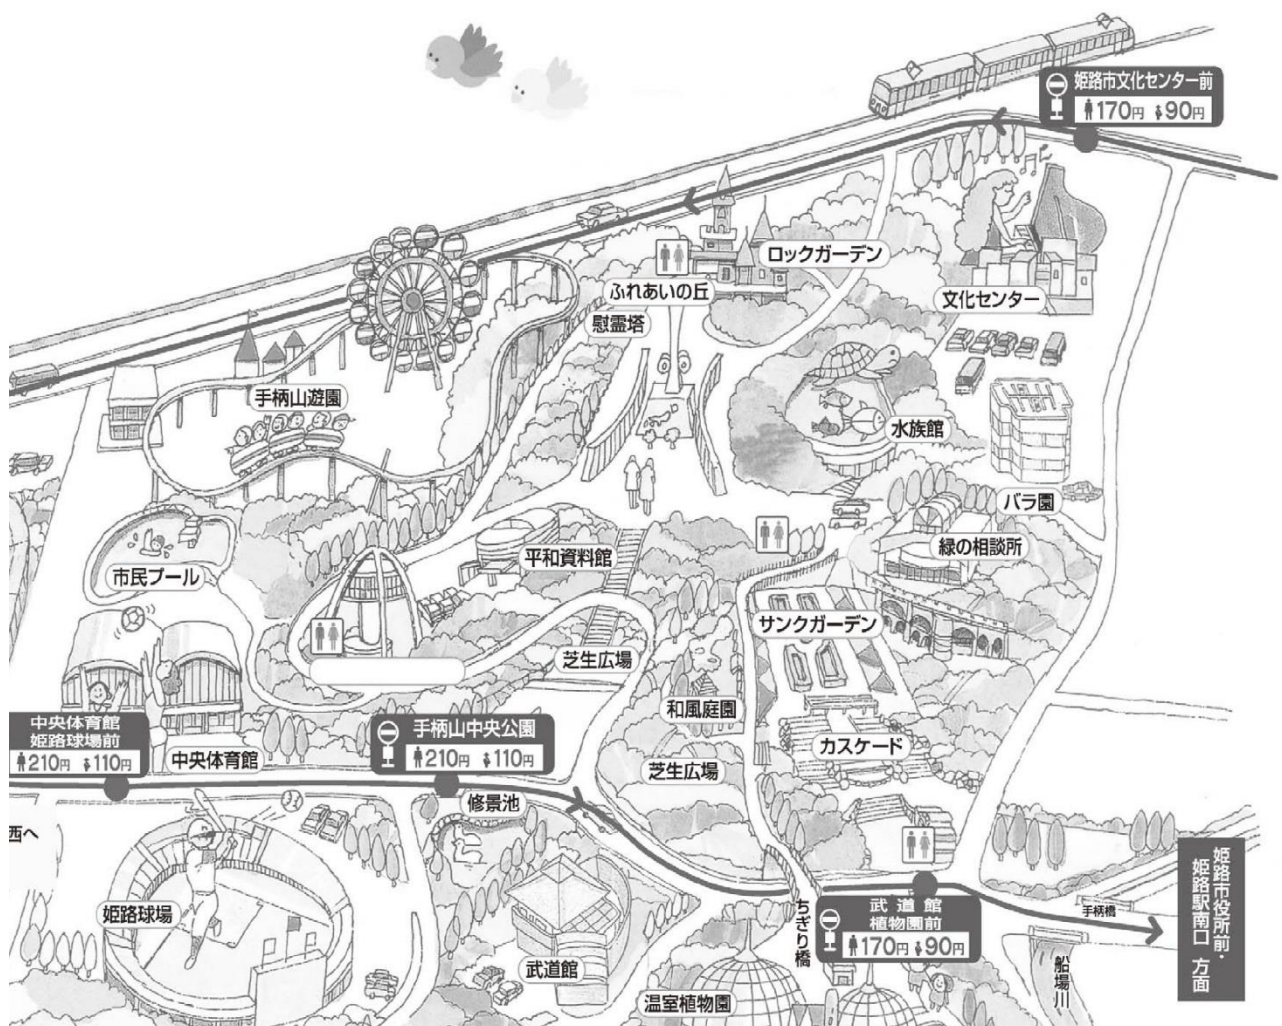 姫路市文化センター前
170円 90円
ロックガーデン
ふれあいの丘
文化センター
慰霊塔
手柄山遊園
水族館
バラ園
緑の相談所
平和資料館
市民プール
サンクガーデン
芝生広場
和風庭園
中央体育館
姫路球場前
210円 110円
手柄山中央公園
210円 110円
中央体育館
カスケード
芝生広場
修景池
西へ
姫路球場
武道館
ちぎり橋
武道館
植物園前
170円 90円
手柄橋
姫路市役所前・
姫路駅南口 方面
船場川
温室植物園